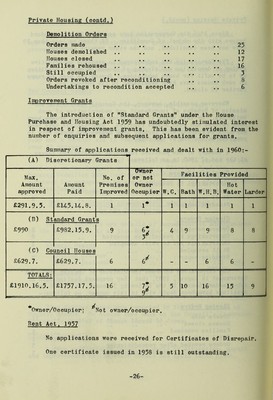 Private Housing (contd.)
Demolition Orders
Orders made .. .. .. .. .. 25
Houses demolished .. .. .. .. .. 12
Houses closed .. .. .. .. .. 17
Families rehoused .. .. .. .. .. 16
Still occupied .. .. .. .. .. 3
Orders revoked after reconditioning .. .. 8
Undertakings to recondition accepted .. .. 6
Improvement Grants
The introduction of "Standard Grants" under the House
Purchase and Housing Act 1959 has undoubtedly stimulated interest
in respect of improvement grants, This has been evident from the
number of enquiries and subsequent applications for grants.
Summary of applications received and dealt with in 1960:-
(A) Discretionary Grants
Max. Amount approved | Amount Paid | No. of Premises Improved | Owner or not Owner Occupier | Facilities Provided
W.C. | Bath | W.H.B. | Hot Water | Larder
£291.9.5. | £145.14.8. | 1 | 1* | 1 | 1 | 1 | 1 | 1
(B) Standard Grants
£990 | £982.15.9. | 9 | 6* 3≠ | 4 | 9 | 9 | 8 | 8
(C) Council Houses
£629.7. | £629.7. | 6 | 6≠ | - | - | 6 | 6 | -
TOTALS:
£1910.16.5. | £1757.17.5. | 16 | 7* 9≠ | 5 | 10 | 16 | 15 | 9
*Owner/Occupier; ≠Not owner/occupier.
Rent Act, 1957
No applications were received for Certificates of Disrepair.
One certificate issued in 1958 is still outstanding.
-26-